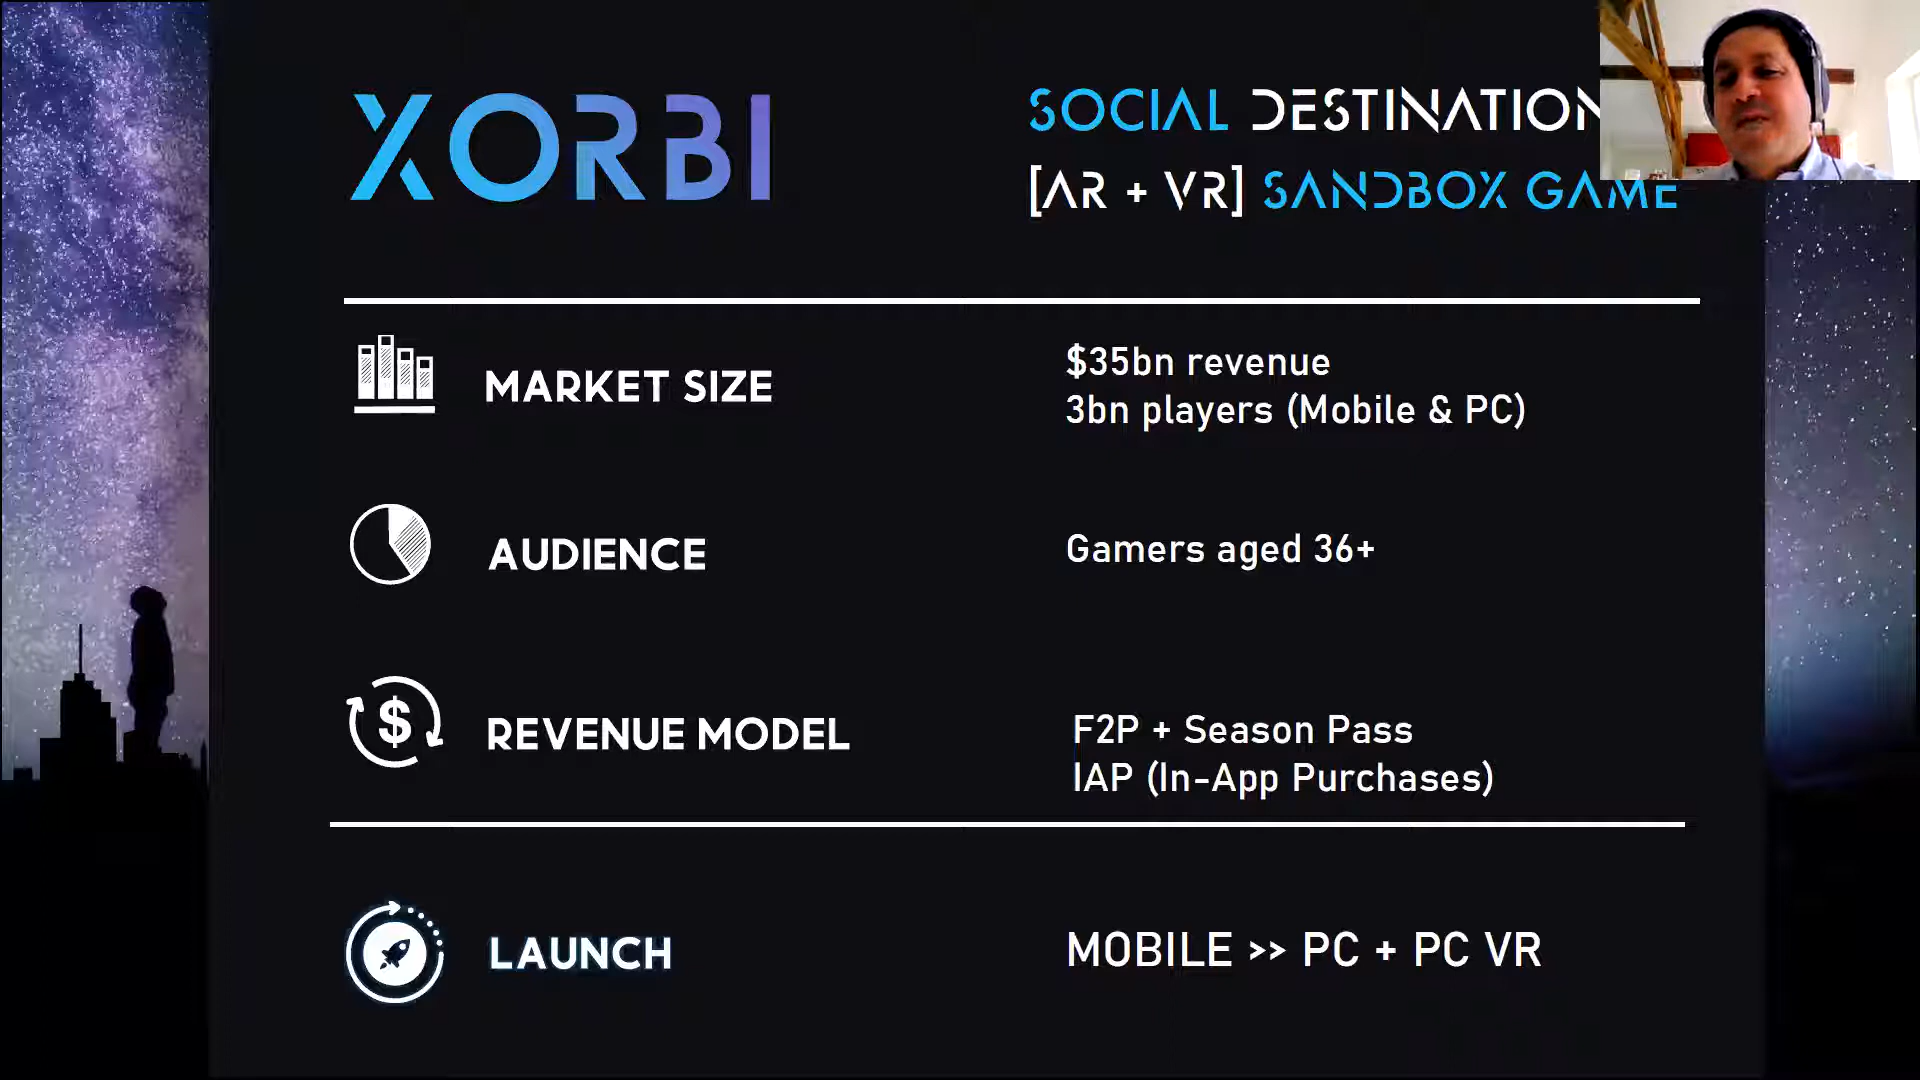 XORBI
SOCIAL DESTINATION
[AR + VR] SANDBOX GAME
MARKET SIZE
$35bn revenue
3bn players (Mobile & PC)
AUDIENCE
Gamers aged 36+
REVENUE MODEL
F2P + Season Pass
IAP (In-App Purchases)
LAUNCH
MOBILE >> PC + PC VR